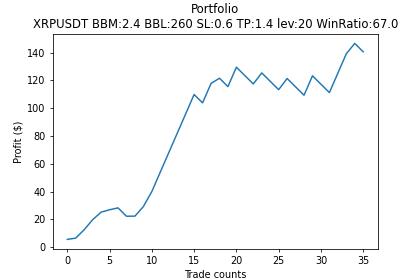 Portfolio
XRPUSDT BBM:2.4 BBL:260 SL:0.6 TP:1.4 lev:20 WinRatio:67.0
140
120
100
80
60
40
20
0
Profit ($)
0 5 10 15 20 25 30 35
Trade counts